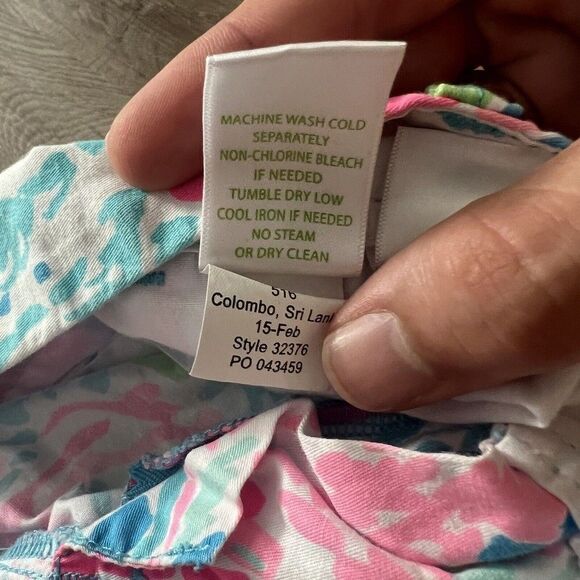 MACHINE WASH COLD
SEPARATELY
NON-CHLORINE BLEACH
IF NEEDED
TUMBLE DRY LOW
COOL IRON IF NEEDED
NO STEAM
OR DRY CLEAN
516
Colombo, Sri Lan
15-Feb
Style 32376
PO 043459